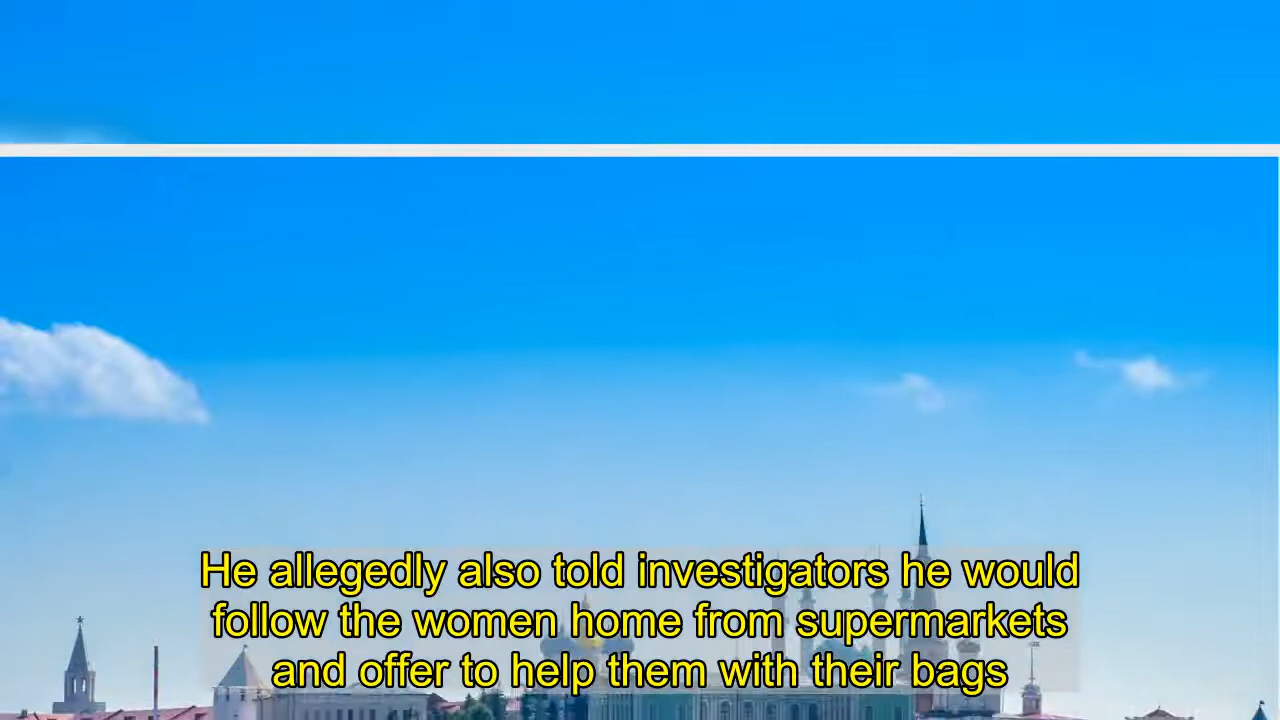 He allegedly also told investigators he would
follow the women home from supermarkets
and offer to help them with their bags